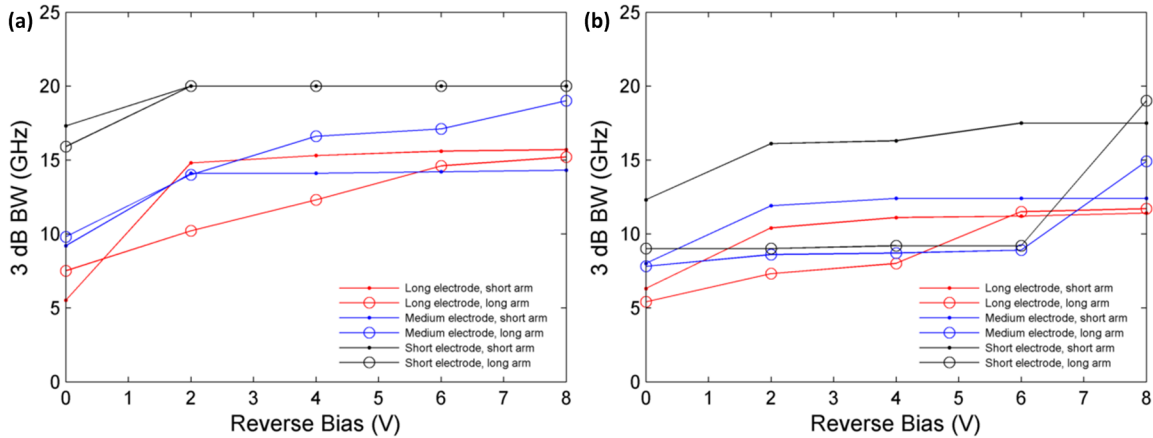 (a)
25
20
15
10
5
0
3 dB BW (GHz)
Long electrode, short arm
Long electrode, long arm
Medium electrode, short arm
Medium electrode, long arm
Short electrode, short arm
Short electrode, long arm
0 1 2 3 4 5 6 7 8
Reverse Bias (V)
(b)
25
20
15
10
5
0
3 dB BW (GHz)
Long electrode, short arm
Long electrode, long arm
Medium electrode, short arm
Medium electrode, long arm
Short electrode, short arm
Short electrode, long arm
0 1 2 3 4 5 6 7 8
Reverse Bias (V)